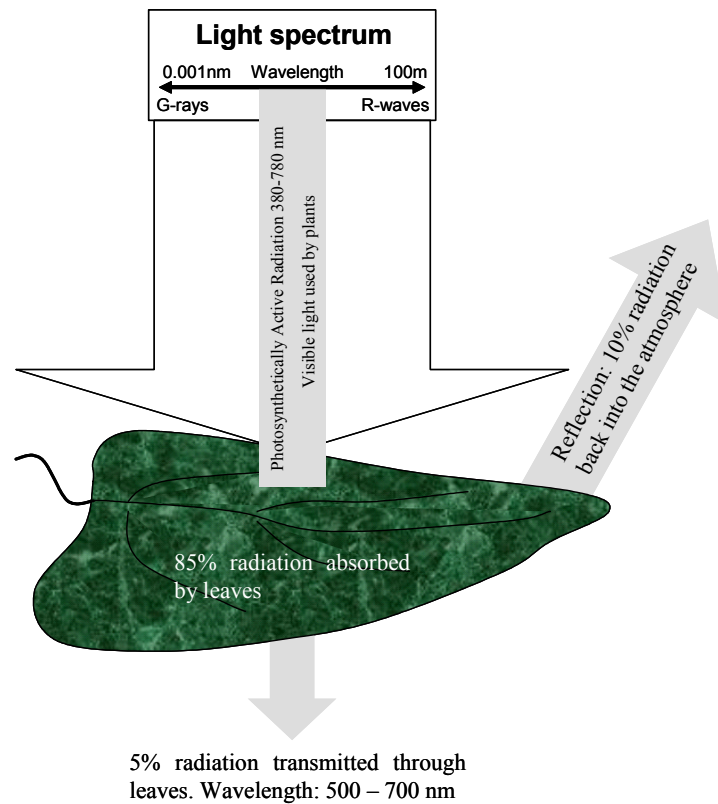 Light spectrum
0.001nm Wavelength 100m
G-rays R-waves
Photosynthetically Active Radiation 380-780 nm
Visible light used by plants
Reflection: 10% radiation
back into the atmosphere
85% radiation absorbed
by leaves
5% radiation transmitted through
leaves. Wavelength: 500 – 700 nm